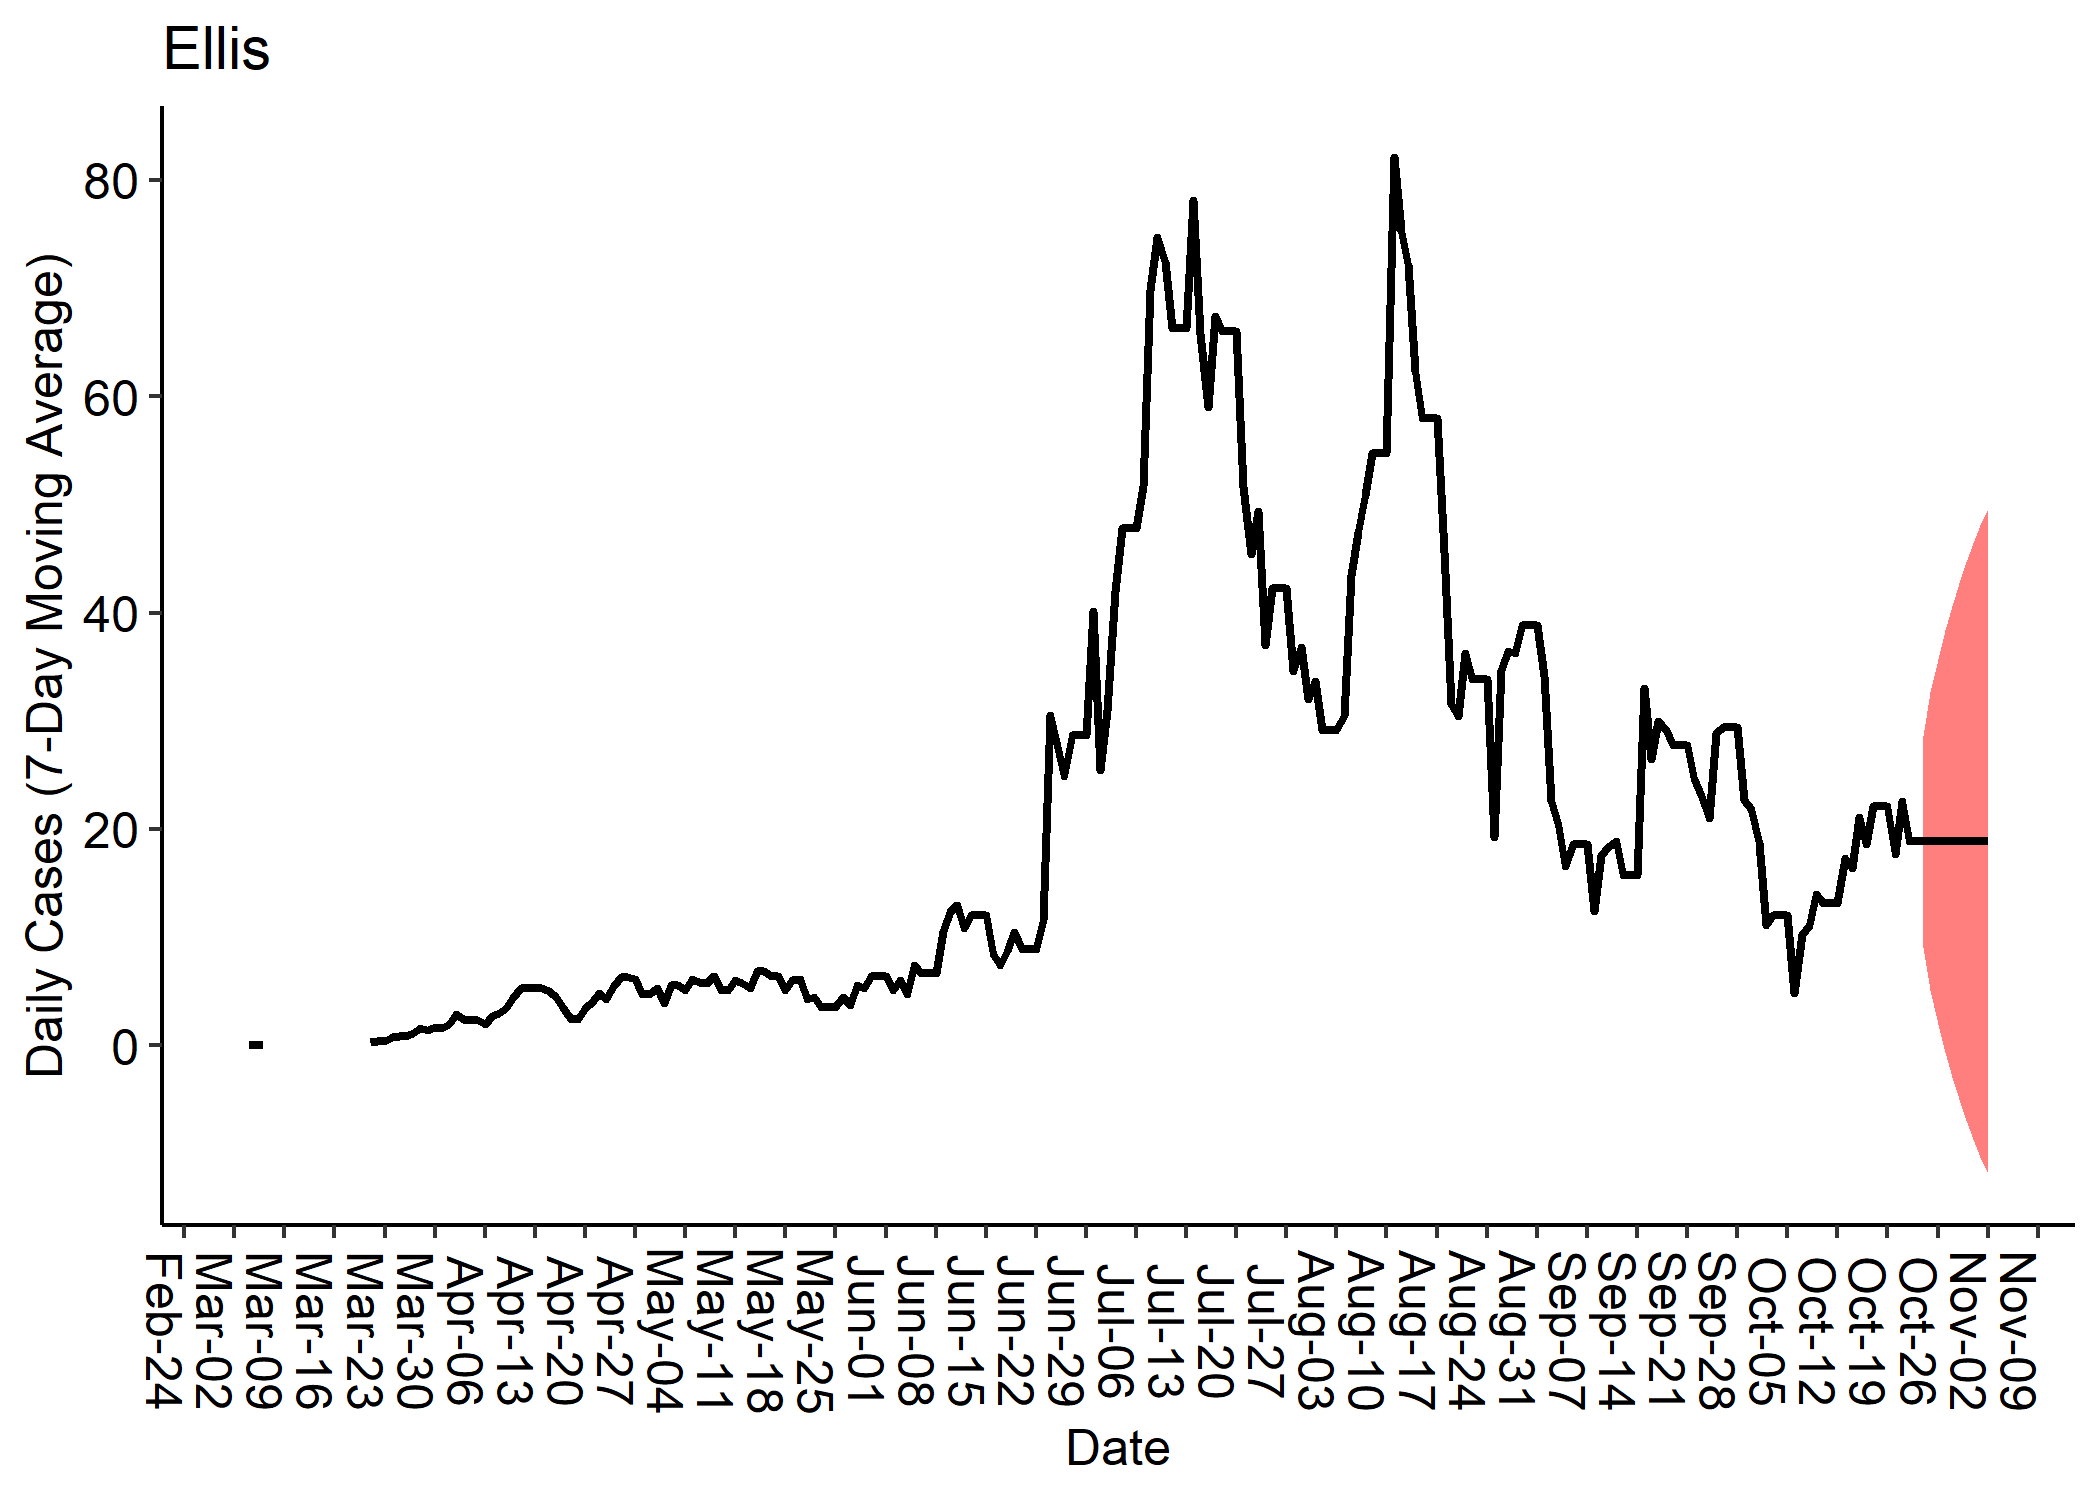 Ellis
Daily Cases (7-Day Moving Average)
80
60
40
20
0
Feb-24
Mar-02
Mar-09
Mar-16
Mar-23
Mar-30
Apr-06
Apr-13
Apr-20
Apr-27
May-04
May-11
May-18
May-25
Jun-01
Jun-08
Jun-15
Jun-22
Jun-29
Jul-06
Jul-13
Jul-20
Jul-27
Aug-03
Aug-10
Aug-17
Aug-24
Aug-31
Sep-07
Sep-14
Sep-21
Sep-28
Oct-05
Oct-12
Oct-19
Oct-26
Nov-02
Nov-09
Date